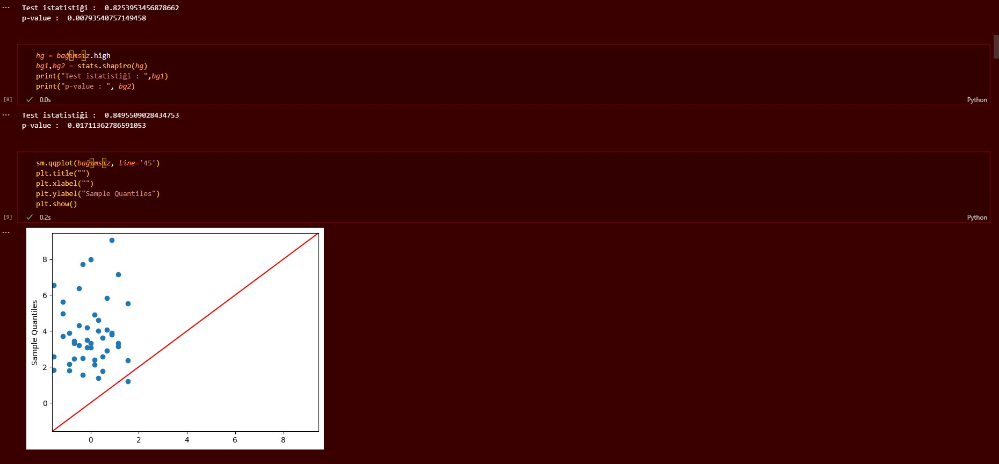 ... Test istatistiği :  0.8253953456878662
p-value :  0.00793540757149458
hg = bağımsız.high
bg1,bg2 = stats.shapiro(hg)
print("Test istatistiği : ",bg1)
print("p-value : ", bg2)
[8] ✓ 0.0s Python
... Test istatistiği :  0.8495509028434753
p-value :  0.01711362786591053
sm.qqplot(bağımsız, line='45')
plt.title("")
plt.xlabel("")
plt.ylabel("Sample Quantiles")
plt.show()
[9] ✓ 0.2s Python
...
8
6
4
2
0
Sample Quantiles
0 2 4 6 8